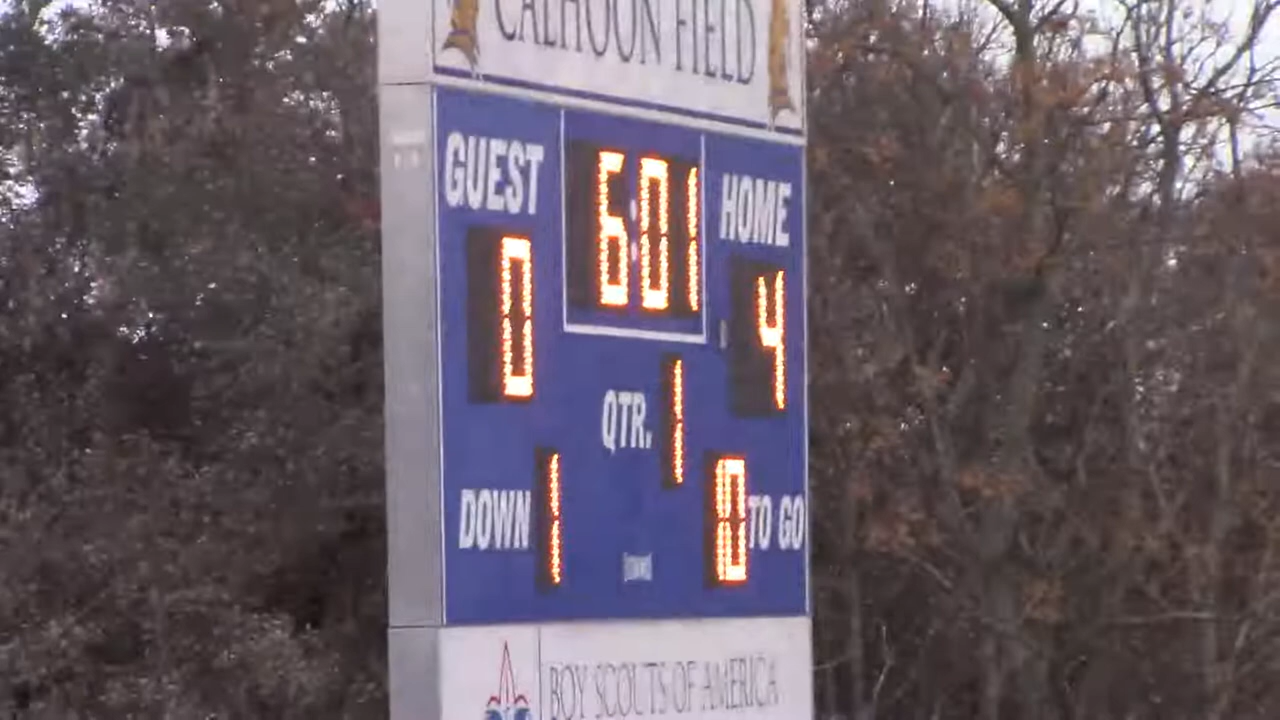 CALHOUN FIELD
GUEST 6:01 HOME
0 4
QTR. 1
DOWN 1 10 TO GO
BOY SCOUTS OF AMERICA